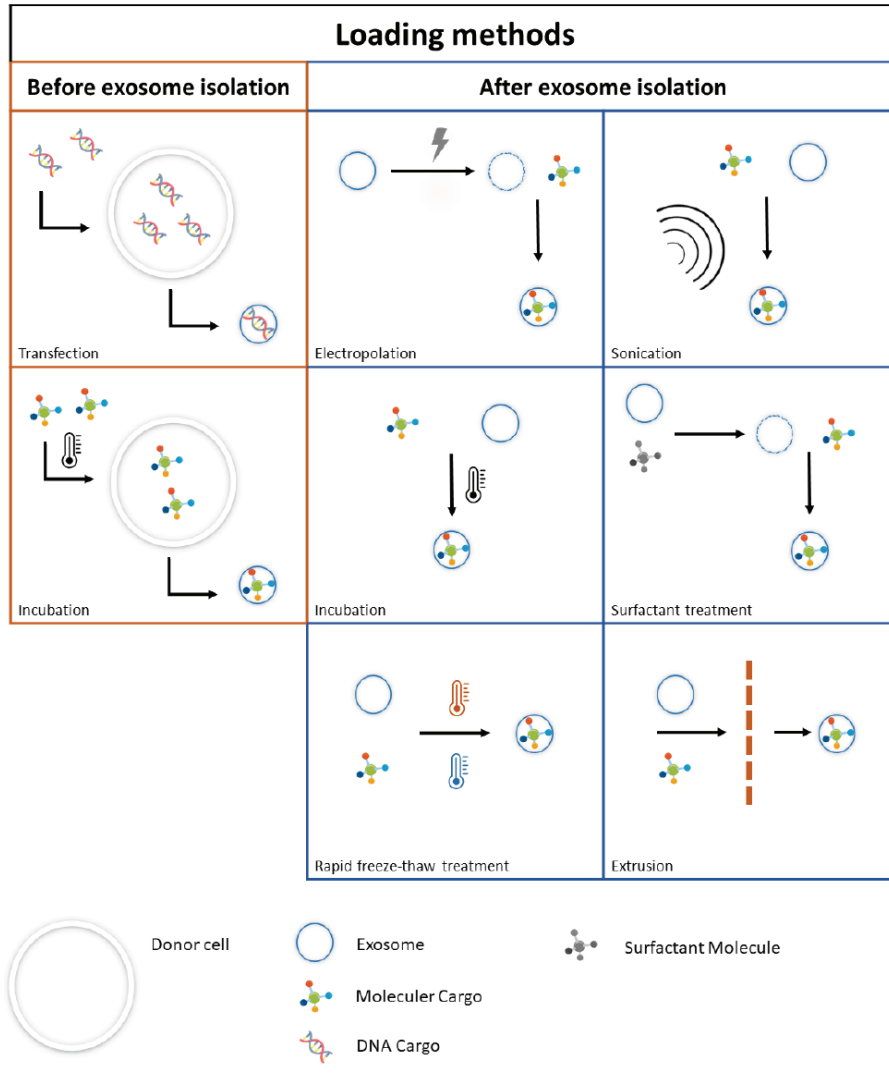 Loading methods
Before exosome isolation
After exosome isolation
Transfection
Electropolation
Sonication
Incubation
Incubation
Surfactant treatment
Rapid freeze-thaw treatment
Extrusion
Donor cell
Exosome
Surfactant Molecule
Moleculer Cargo
DNA Cargo